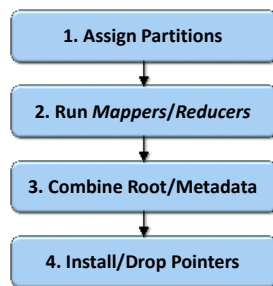 1. Assign Partitions
2. Run Mappers/Reducers
3. Combine Root/Metadata
4. Install/Drop Pointers